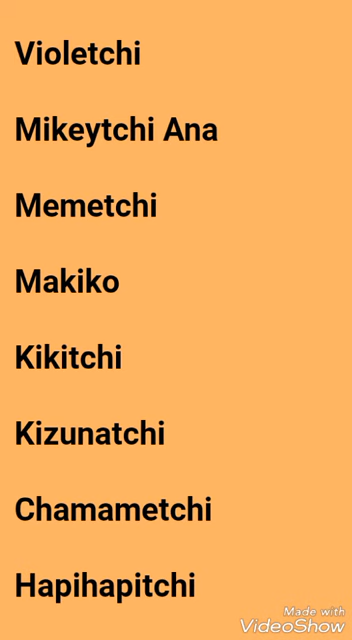 Violetchi
Mikeytchi Ana
Memetchi
Makiko
Kikitchi
Kizunatchi
Chamametchi
Hapihapitchi
Made with
VideoShow